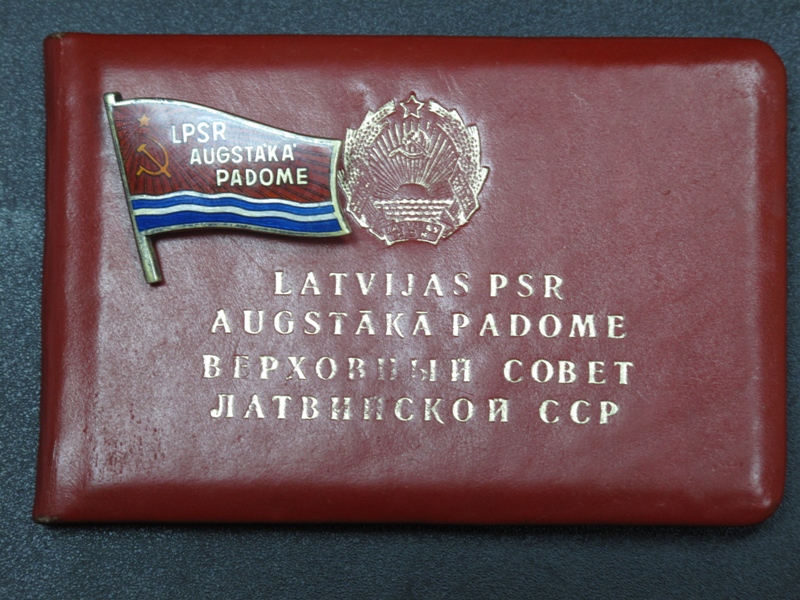 LPSR
AUGSTĀKĀ
PADOME
LATVIJAS PSR
AUGSTĀKĀ PADOME
ВЕРХОВНЫЙ СОВЕТ
ЛАТВИЙСКОЙ ССР